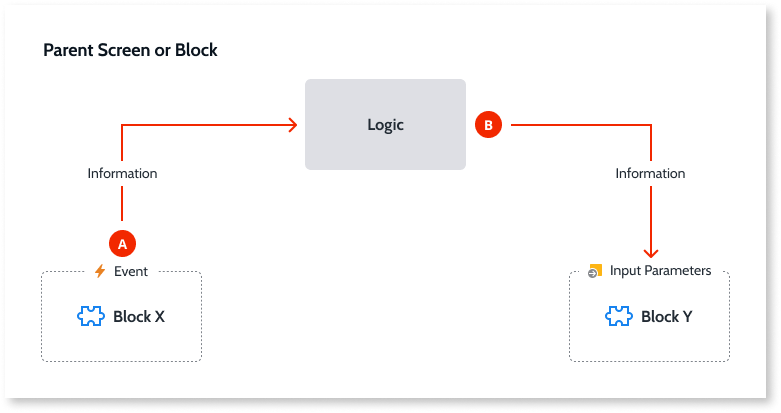 Parent Screen or Block
Logic
B
Information
Information
A
Event
Input Parameters
Block X
Block Y